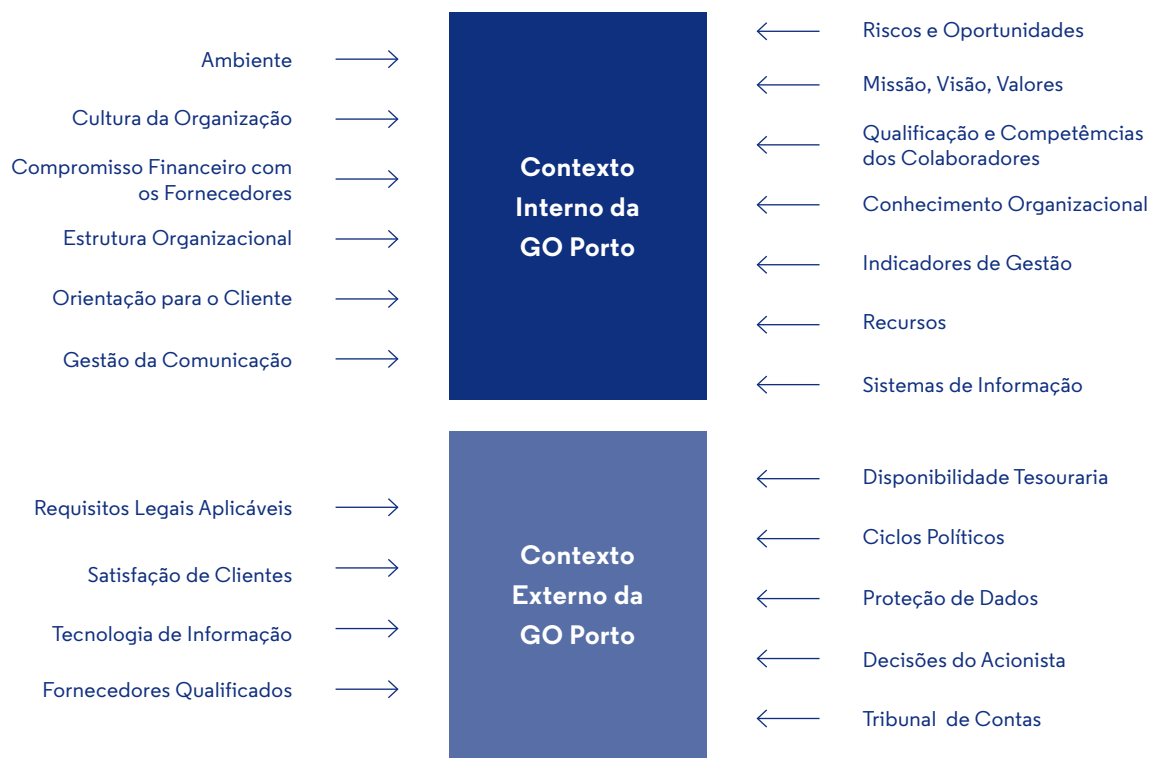 Ambiente
Cultura da Organização
Compromisso Financeiro com
os Fornecedores
Estrutura Organizacional
Orientação para o Cliente
Gestão da Comunicação
Contexto
Interno da
GO Porto
Riscos e Oportunidades
Missão, Visão, Valores
Qualificação e Competêmcias
dos Colaboradores
Conhecimento Organizacional
Indicadores de Gestão
Recursos
Sistemas de Informação
Requisitos Legais Aplicáveis
Satisfação de Clientes
Tecnologia de Informação
Fornecedores Qualificados
Contexto
Externo da
GO Porto
Disponibilidade Tesouraria
Ciclos Políticos
Proteção de Dados
Decisões do Acionista
Tribunal de Contas